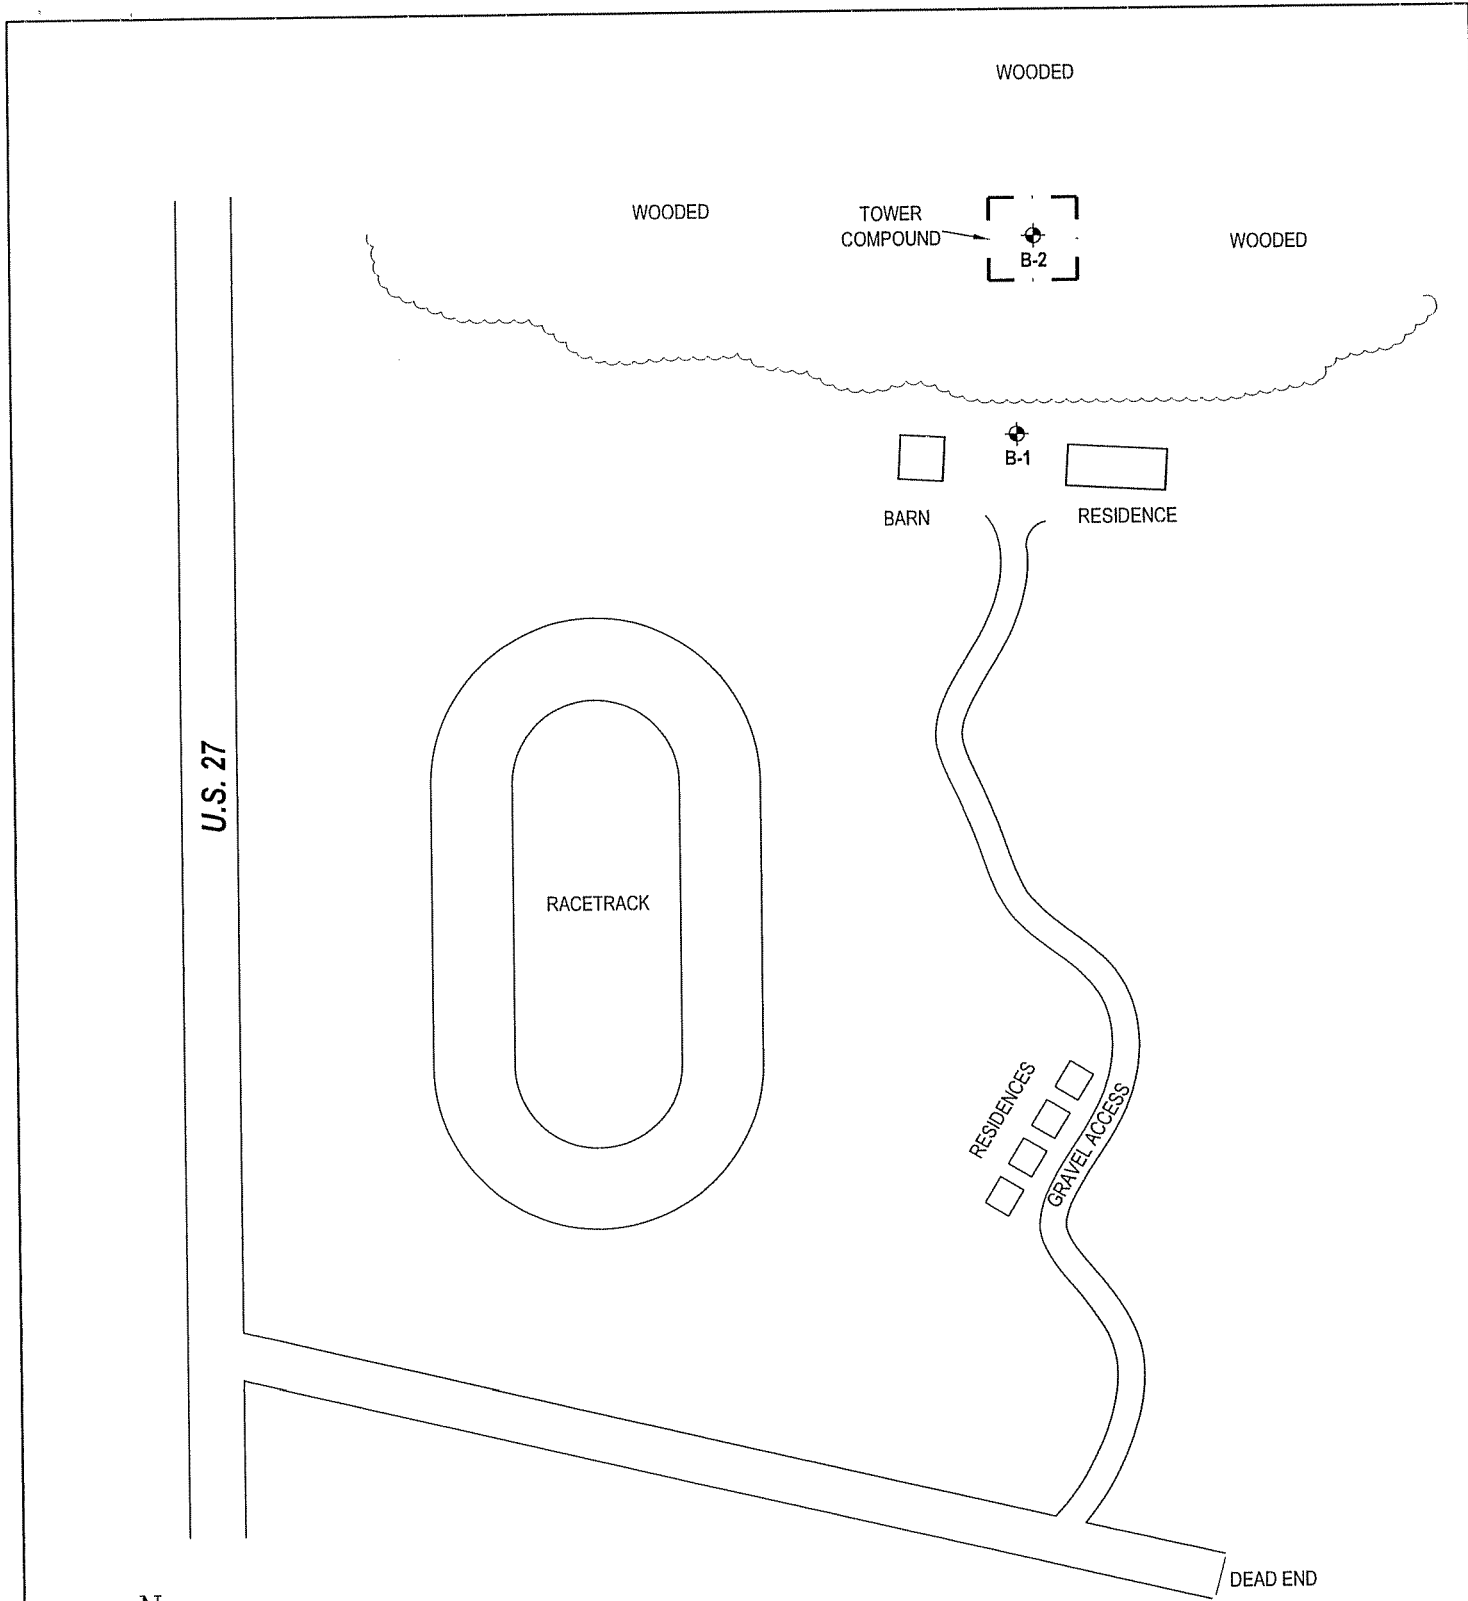 WOODED
WOODED
TOWER
COMPOUND
WOODED
B-2
B-1
BARN
RESIDENCE
U.S. 27
RACETRACK
RESIDENCES
GRAVEL ACCESS
DEAD END
N